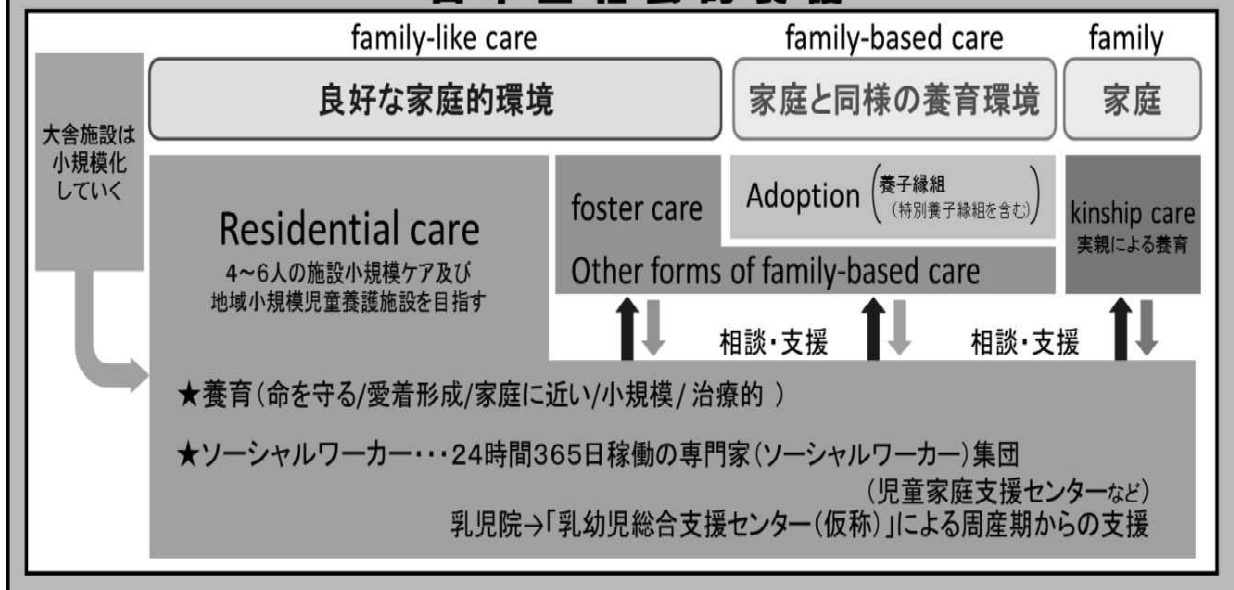 family-like care
family-based care
family
良好な家庭的環境
家庭と同様の養育環境
家庭
大舎施設は
小規模化
していく
Residential care
4～6人の施設小規模ケア及び
地域小規模児童養護施設を目指す
foster care
Adoption (養子縁組
(特別養子縁組を含む))
Other forms of family-based care
kinship care
実親による養育
相談・支援
相談・支援
★養育(命を守る/愛着形成/家庭に近い/小規模/治療的 )
★ソーシャルワーカー･･･24時間365日稼働の専門家(ソーシャルワーカー)集団
(児童家庭支援センターなど)
乳児院→｢乳幼児総合支援センター(仮称)｣による周産期からの支援